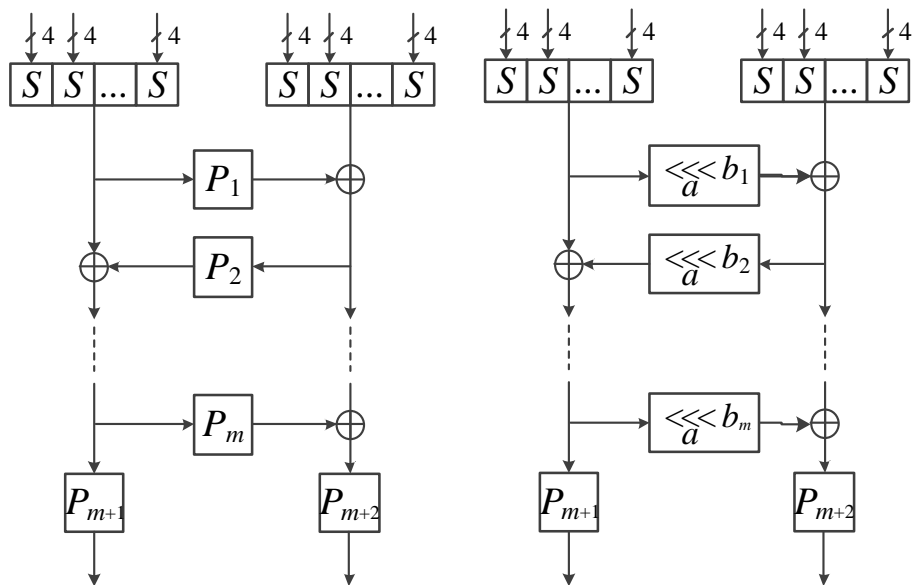 4 4 4 4 4 4 4 4 4 4 4 4
S S ... S S S ... S S S ... S S S ... S
P₁ <<<ₐ b₁
P₂ <<<ₐ b₂
Pₘ <<<ₐ bₘ
Pₘ₊₁ Pₘ₊₂ Pₘ₊₁ Pₘ₊₂